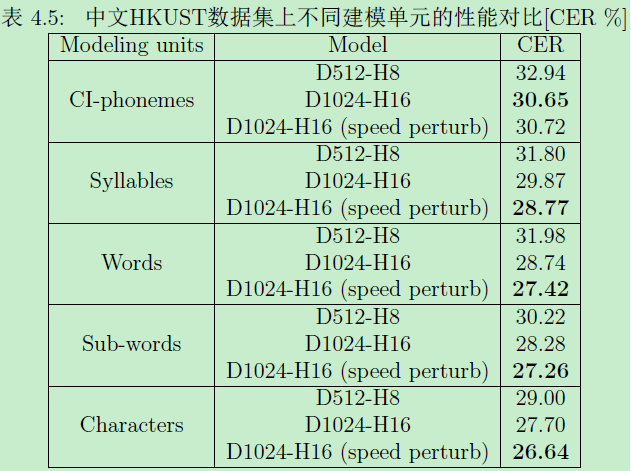 表 4.5: 中文HKUST数据集上不同建模单元的性能对比[CER %]
Modeling units Model CER
D512-H8 32.94
CI-phonemes D1024-H16 30.65
D1024-H16 (speed perturb) 30.72
D512-H8 31.80
Syllables D1024-H16 29.87
D1024-H16 (speed perturb) 28.77
D512-H8 31.98
Words D1024-H16 28.74
D1024-H16 (speed perturb) 27.42
D512-H8 30.22
Sub-words D1024-H16 28.28
D1024-H16 (speed perturb) 27.26
D512-H8 29.00
Characters D1024-H16 27.70
D1024-H16 (speed perturb) 26.64